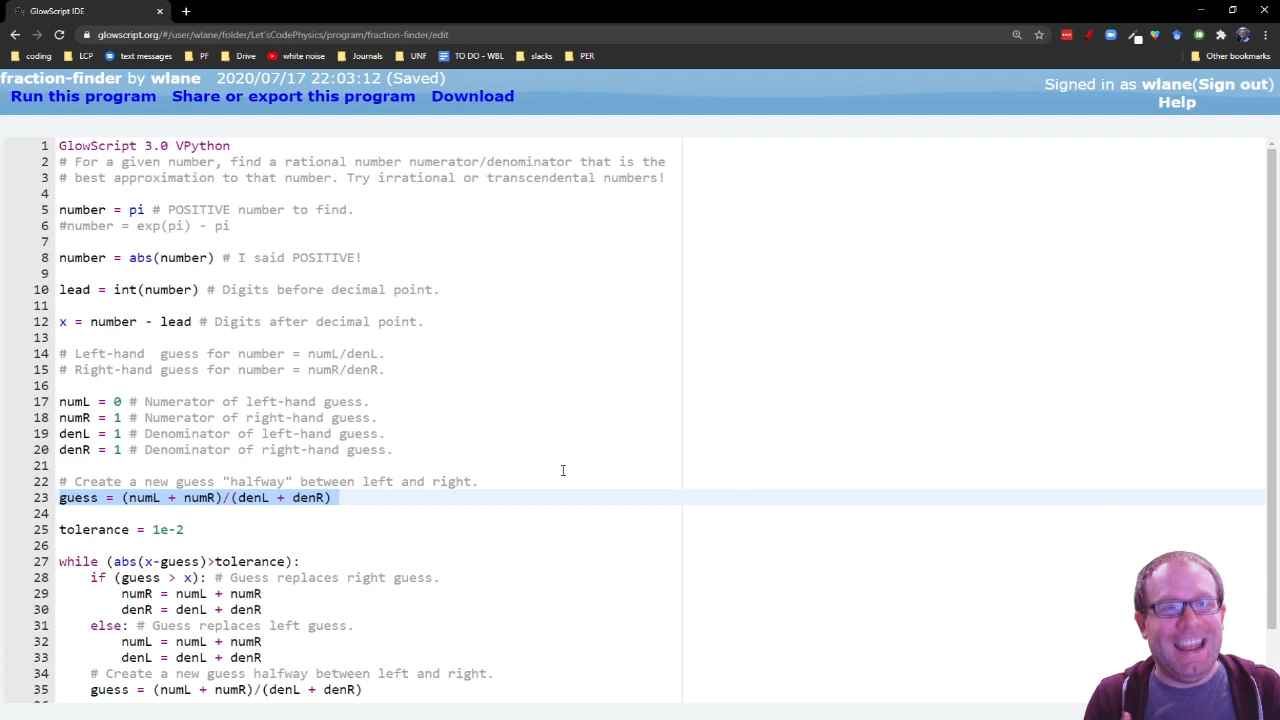 GlowScript IDE
glowscript.org/#/user/wlane/folder/Let'sCodePhysics/program/fraction-finder/edit
coding LCP text messages PF Drive white noise Journals UNF TO DO - WBL slacks PER Other bookmarks
fraction-finder by wlane 2020/07/17 22:03:12 (Saved) Signed in as wlane(Sign out)
Run this program Share or export this program Download Help
1 GlowScript 3.0 VPython
2 # For a given number, find a rational number numerator/denominator that is the
3 # best approximation to that number. Try irrational or transcendental numbers!
4
5 number = pi # POSITIVE number to find.
6 #number = exp(pi) - pi
7
8 number = abs(number) # I said POSITIVE!
9
10 lead = int(number) # Digits before decimal point.
11
12 x = number - lead # Digits after decimal point.
13
14 # Left-hand  guess for number = numL/denL.
15 # Right-hand guess for number = numR/denR.
16
17 numL = 0 # Numerator of left-hand guess.
18 numR = 1 # Numerator of right-hand guess.
19 denL = 1 # Denominator of left-hand guess.
20 denR = 1 # Denominator of right-hand guess.
21
22 # Create a new guess "halfway" between left and right.
23 guess = (numL + numR)/(denL + denR)
24
25 tolerance = 1e-2
26
27 while (abs(x-guess)>tolerance):
28     if (guess > x): # Guess replaces right guess.
29         numR = numL + numR
30         denR = denL + denR
31     else: # Guess replaces left guess.
32         numL = numL + numR
33         denL = denL + denR
34     # Create a new guess halfway between left and right.
35     guess = (numL + numR)/(denL + denR)